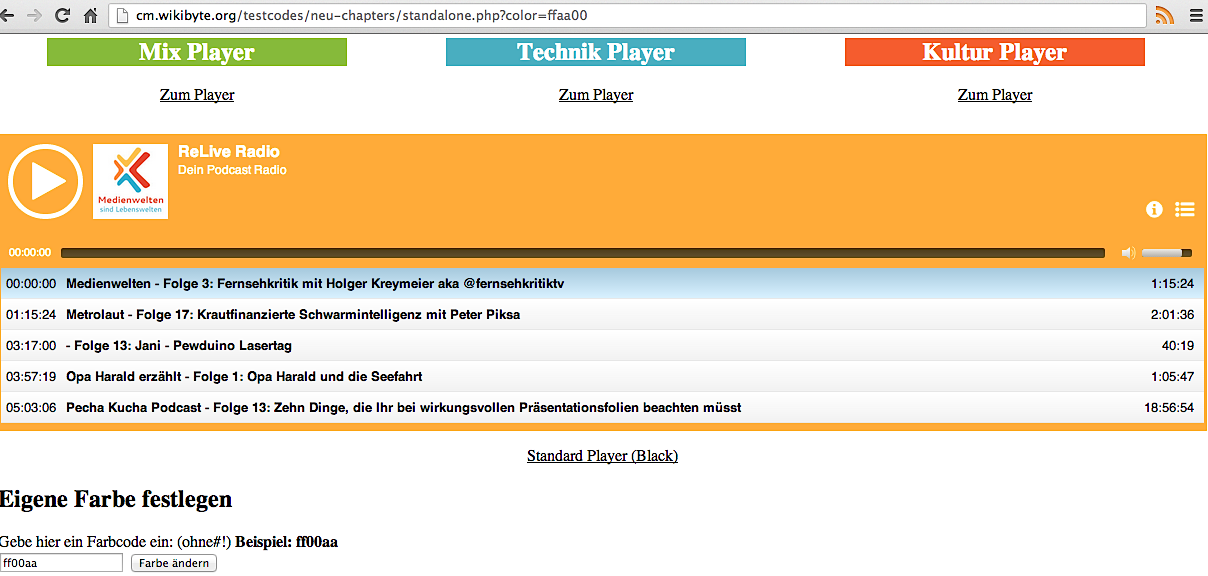 cm.wikibyte.org/testcodes/neu-chapters/standalone.php?color=ffaa00
Mix Player Technik Player Kultur Player
Zum Player Zum Player Zum Player
ReLive Radio
Dein Podcast Radio
Medienwelten
sind Lebenswelten
00:00:00
00:00:00 Medienwelten - Folge 3: Fernsehkritik mit Holger Kreymeier aka @fernsehkritiktv 1:15:24
01:15:24 Metrolaut - Folge 17: Krautfinanzierte Schwarmintelligenz mit Peter Piksa 2:01:36
03:17:00 - Folge 13: Jani - Pewduino Lasertag 40:19
03:57:19 Opa Harald erzählt - Folge 1: Opa Harald und die Seefahrt 1:05:47
05:03:06 Pecha Kucha Podcast - Folge 13: Zehn Dinge, die Ihr bei wirkungsvollen Präsentationsfolien beachten müsst 18:56:54
Standard Player (Black)
Eigene Farbe festlegen
Gebe hier ein Farbcode ein: (ohne#!) Beispiel: ff00aa
ff00aa Farbe ändern